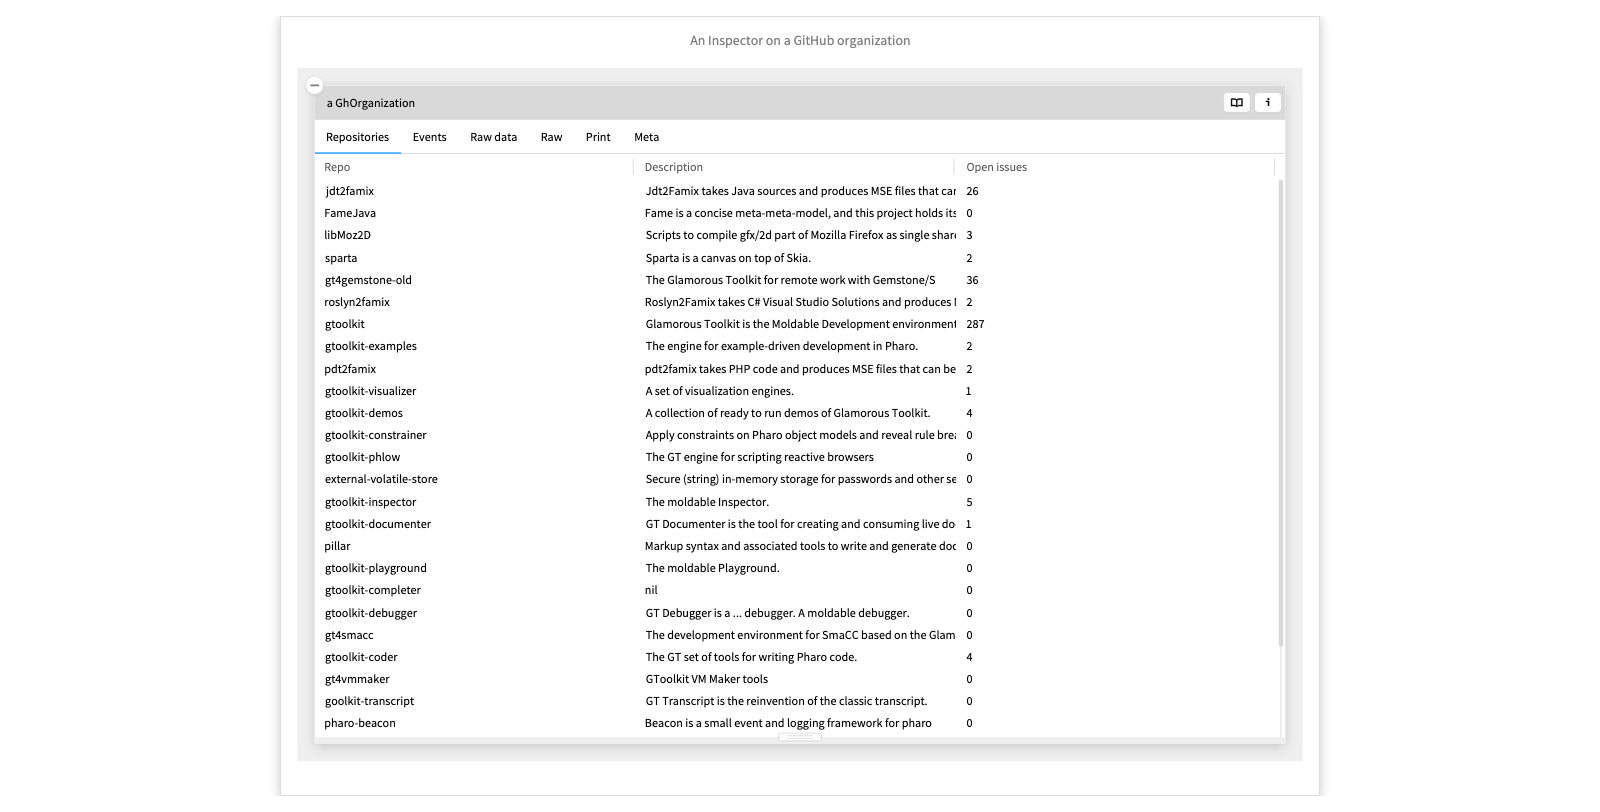 An Inspector on a GitHub organization
a GhOrganization
Repositories Events Raw data Raw Print Meta
Repo Description Open issues
jdt2famix Jdt2Famix takes Java sources and produces MSE files that can 26
FameJava Fame is a concise meta-meta-model, and this project holds its 0
libMoz2D Scripts to compile gfx/2d part of Mozilla Firefox as single share 3
sparta Sparta is a canvas on top of Skia. 2
gt4gemstone-old The Glamorous Toolkit for remote work with Gemstone/S 36
roslyn2famix Roslyn2Famix takes C# Visual Studio Solutions and produces 2
gtoolkit Glamorous Toolkit is the Moldable Development environment 287
gtoolkit-examples The engine for example-driven development in Pharo. 2
pdt2famix pdt2famix takes PHP code and produces MSE files that can be 2
gtoolkit-visualizer A set of visualization engines. 1
gtoolkit-demos A collection of ready to run demos of Glamorous Toolkit. 4
gtoolkit-constrainer Apply constraints on Pharo object models and reveal rule brea 0
gtoolkit-phlow The GT engine for scripting reactive browsers 0
external-volatile-store Secure (string) in-memory storage for passwords and other se 0
gtoolkit-inspector The moldable Inspector. 5
gtoolkit-documenter GT Documenter is the tool for creating and consuming live do 1
pillar Markup syntax and associated tools to write and generate doc 0
gtoolkit-playground The moldable Playground. 0
gtoolkit-completer nil 0
gtoolkit-debugger GT Debugger is a ... debugger. A moldable debugger. 0
gt4smacc The development environment for SmaCC based on the Glam 0
gtoolkit-coder The GT set of tools for writing Pharo code. 4
gt4vmmaker GToolkit VM Maker tools 0
goolkit-transcript GT Transcript is the reinvention of the classic transcript. 0
pharo-beacon Beacon is a small event and logging framework for pharo 0